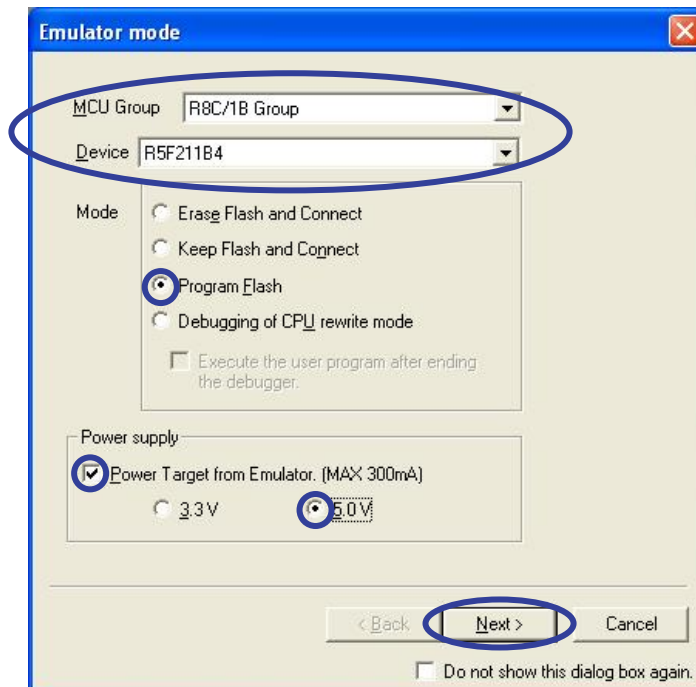 Emulator mode
MCU Group R8C/1B Group
Device R5F211B4
Mode Erase Flash and Connect
Keep Flash and Connect
Program Flash
Debugging of CPU rewrite mode
Execute the user program after ending
the debugger.
Power supply
Power Target from Emulator. (MAX 300mA)
3.3 V 5.0 V
< Back Next > Cancel
Do not show this dialog box again.